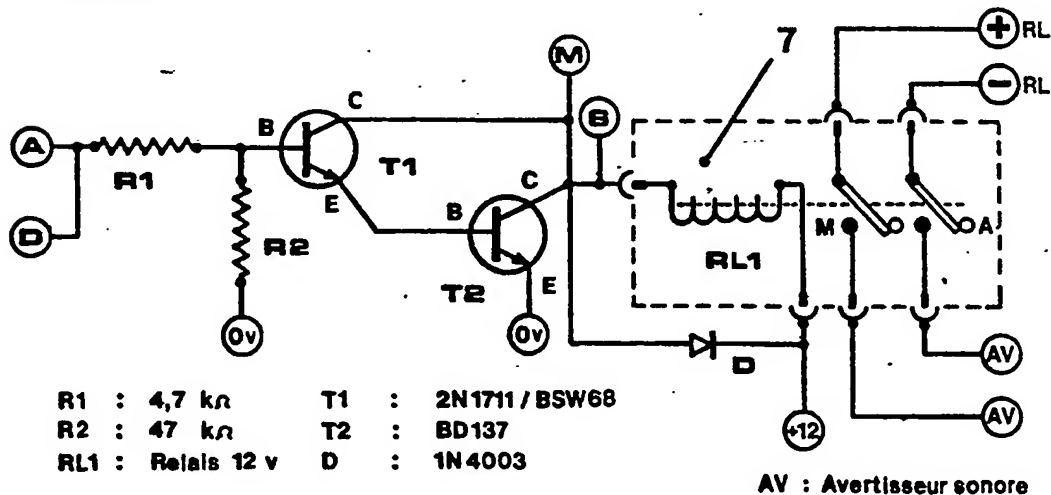 + RL
7
M
- RL
B
C
A
B
T1
R1
C
E
B
M
A
D
R2
RL1
T2
E
0v
0v
D
AV
R1 : 4,7 kΩ T1 : 2N1711 / BSW68
+12
AV
R2 : 47 kΩ T2 : BD137
RL1 : Relais 12 v D : 1N4003
AV : Avertisseur sonore